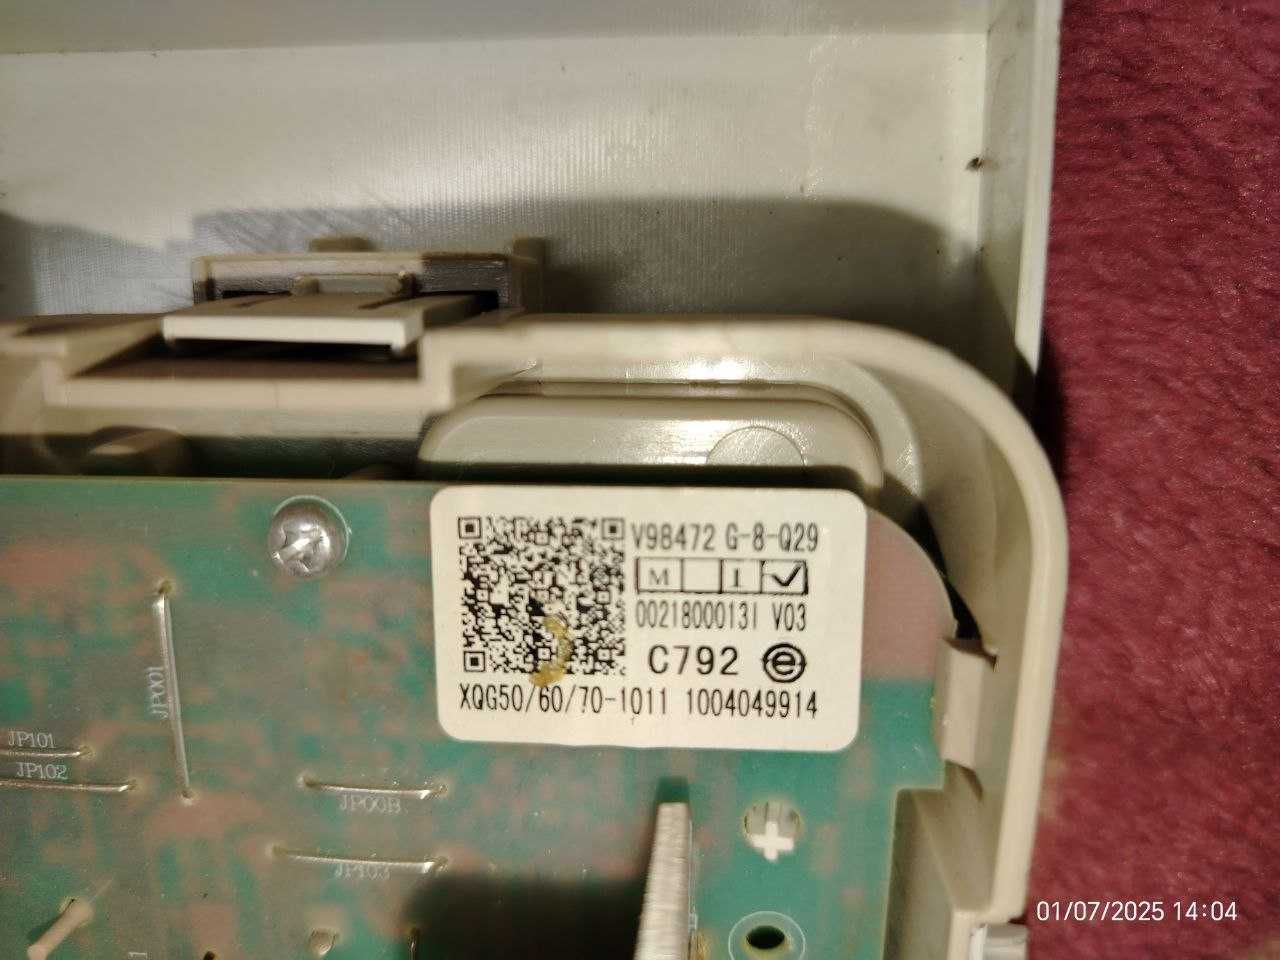 V98472 G-8-Q29
M I ✓
0021800013I V03
C792 e
XQG50/60/70-1011 1004049914
JP001
JP101
JP102
JP00B
JP103
01/07/2025 14:04